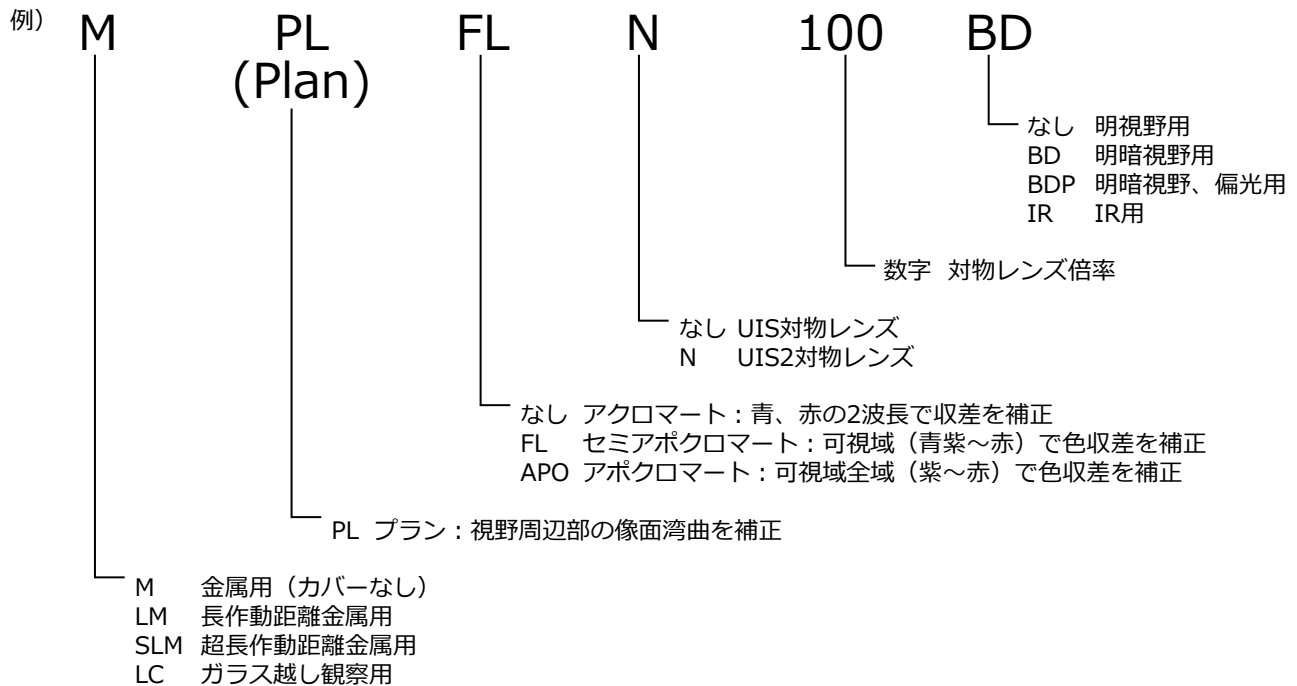 例）
M PL FL N 100 BD
(Plan)
なし 明視野用
BD 明暗視野用
BDP 明暗視野、偏光用
IR IR用
数字 対物レンズ倍率
なし UIS対物レンズ
N UIS2対物レンズ
なし アクロマート：青、赤の2波長で収差を補正
FL セミアポクロマート：可視域（青紫～赤）で色収差を補正
APO アポクロマート：可視域全域（紫～赤）で色収差を補正
PL プラン：視野周辺部の像面湾曲を補正
M 金属用（カバーなし）
LM 長作動距離金属用
SLM 超長作動距離金属用
LC ガラス越し観察用